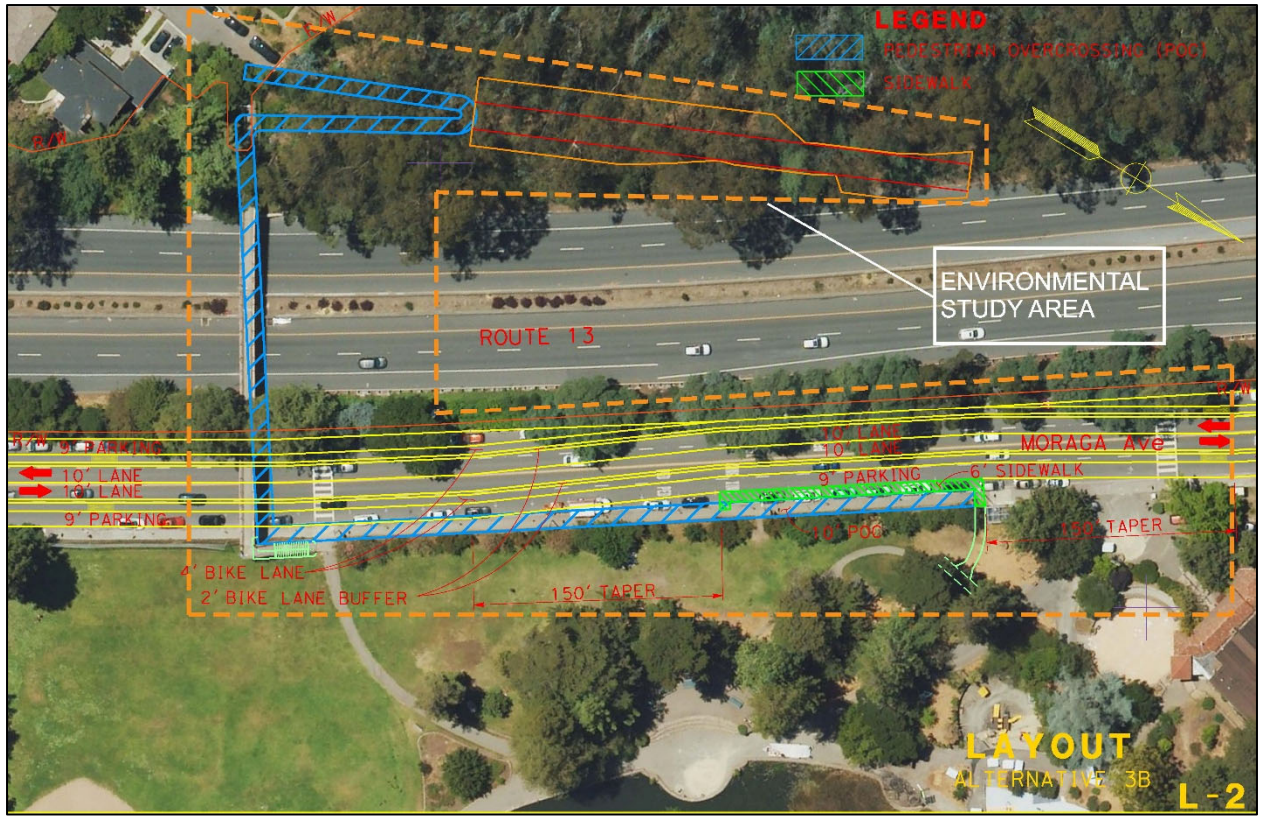 LEGEND
PEDESTRIAN OVERCROSSING (POC)
SIDEWALK
R/W
R/W
R/W
ENVIRONMENTAL
STUDY AREA
ROUTE 13
R/W
R/W
9' PARKING
10' LANE
10' LANE
MORAGA Ave
10' LANE
10' LANE
9' PARKING
6' SIDEWALK
9' PARKING
10' POC
150' TAPER
4' BIKE LANE
2' BIKE LANE BUFFER
150' TAPER
LAYOUT
ALTERNATIVE 3B
L-2